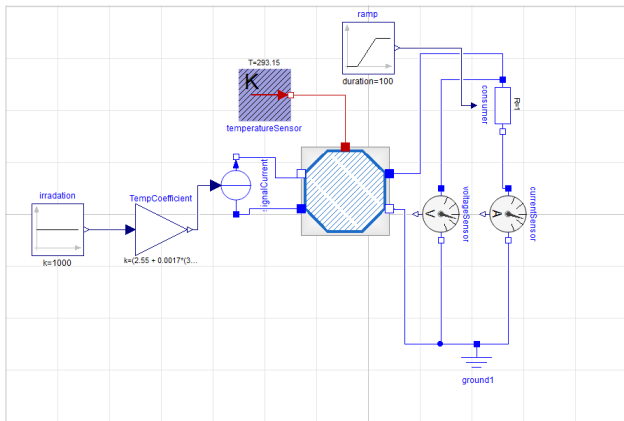 ramp
duration=100
T=293.15
K
temperatureSensor
consumer
R=1
irradation
k=1000
TempCoefficient
k=(2.55 + 0.0017*(3...
signalCurrent
voltageSensor
V
currentSensor
A
ground1